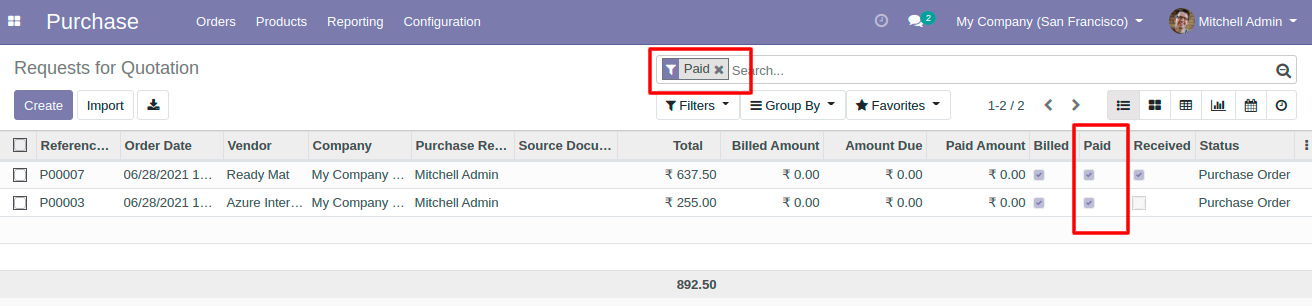 Purchase Orders Products Reporting Configuration 2 My Company (San Francisco) Mitchell Admin
Requests for Quotation Paid Search...
Create Import Filters Group By Favorites 1-2 / 2
Referenc... Order Date Vendor Company Purchase Re... Source Docu... Total Billed Amount Amount Due Paid Amount Billed Paid Received Status
P00007 06/28/2021 1... Ready Mat My Company ... Mitchell Admin ₹ 637.50 ₹ 0.00 ₹ 0.00 ₹ 0.00 Purchase Order
P00003 06/28/2021 1... Azure Inter... My Company ... Mitchell Admin ₹ 255.00 ₹ 0.00 ₹ 0.00 ₹ 0.00 Purchase Order
892.50